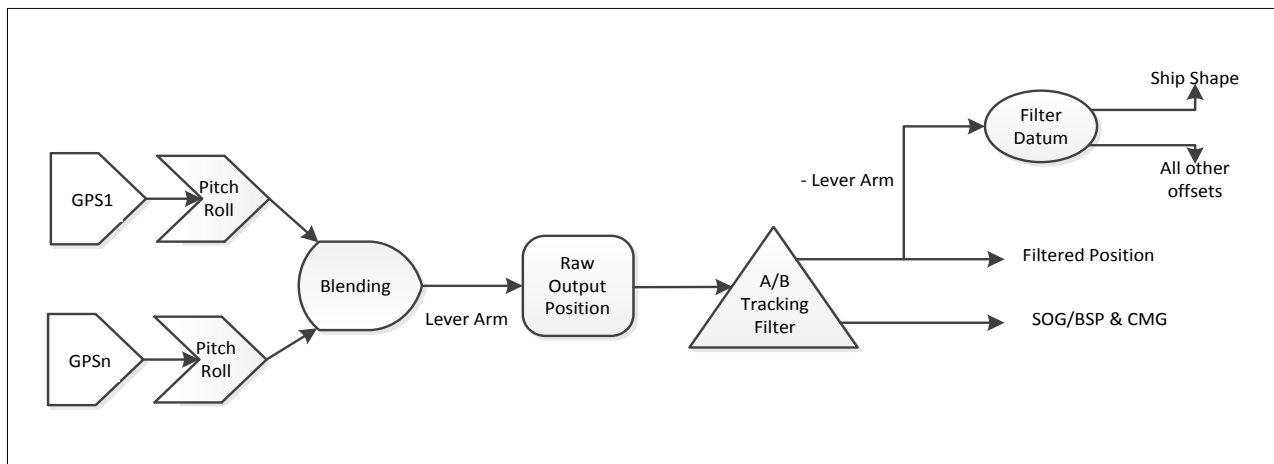 GPS1
Pitch
Roll
GPSn
Pitch
Roll
Blending
Lever Arm
Raw
Output
Position
A/B
Tracking
Filter
- Lever Arm
Filter
Datum
Ship Shape
All other
offsets
Filtered Position
SOG/BSP & CMG